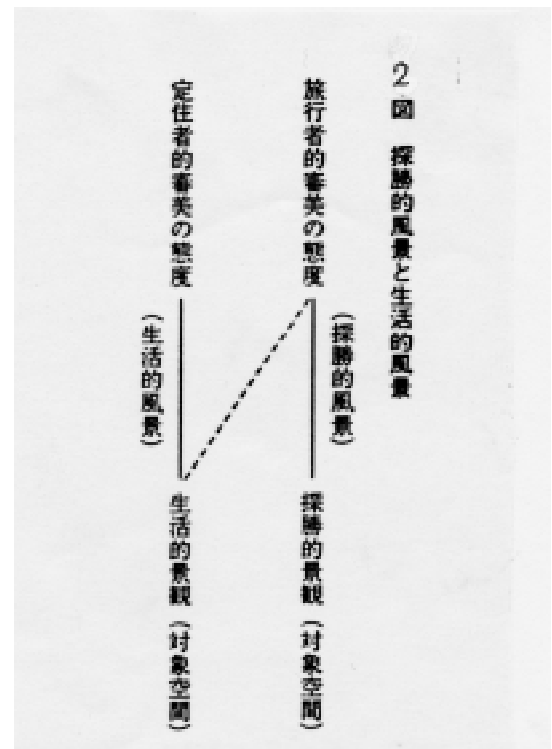 2図 探勝的風景と生活的風景
旅行者的審美の態度
(探勝的風景)
探勝的景観(対象空間)
定住者的審美の態度
(生活的風景)
生活的景観(対象空間)